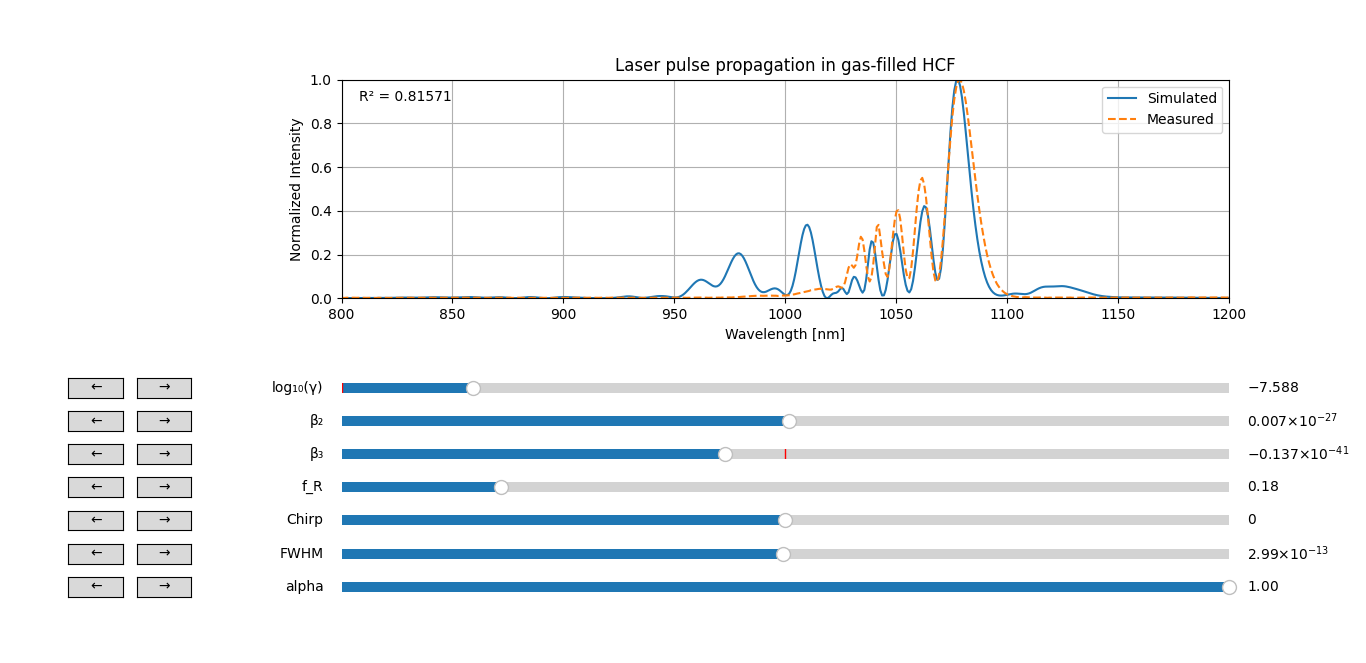 Laser pulse propagation in gas-filled HCF
R² = 0.81571
Simulated
Measured
Normalized Intensity
1.0
0.8
0.6
0.4
0.2
0.0
800 850 900 950 1000 1050 1100 1150 1200
Wavelength [nm]
← → log₁₀(γ) −7.588
← → β₂ 0.007×10⁻²⁷
← → β₃ −0.137×10⁻⁴¹
← → f_R 0.18
← → Chirp 0
← → FWHM 2.99×10⁻¹³
← → alpha 1.00